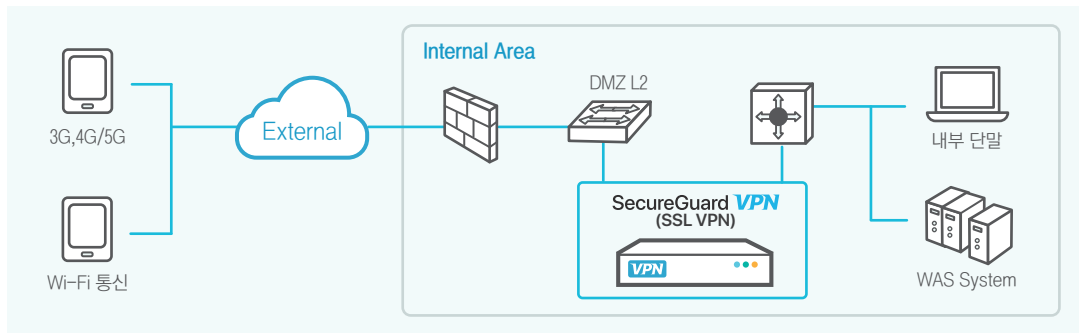 Internal Area
DMZ L2
3G,4G/5G
External
내부 단말
SecureGuard VPN
(SSL VPN)
VPN
Wi-Fi 통신
WAS System